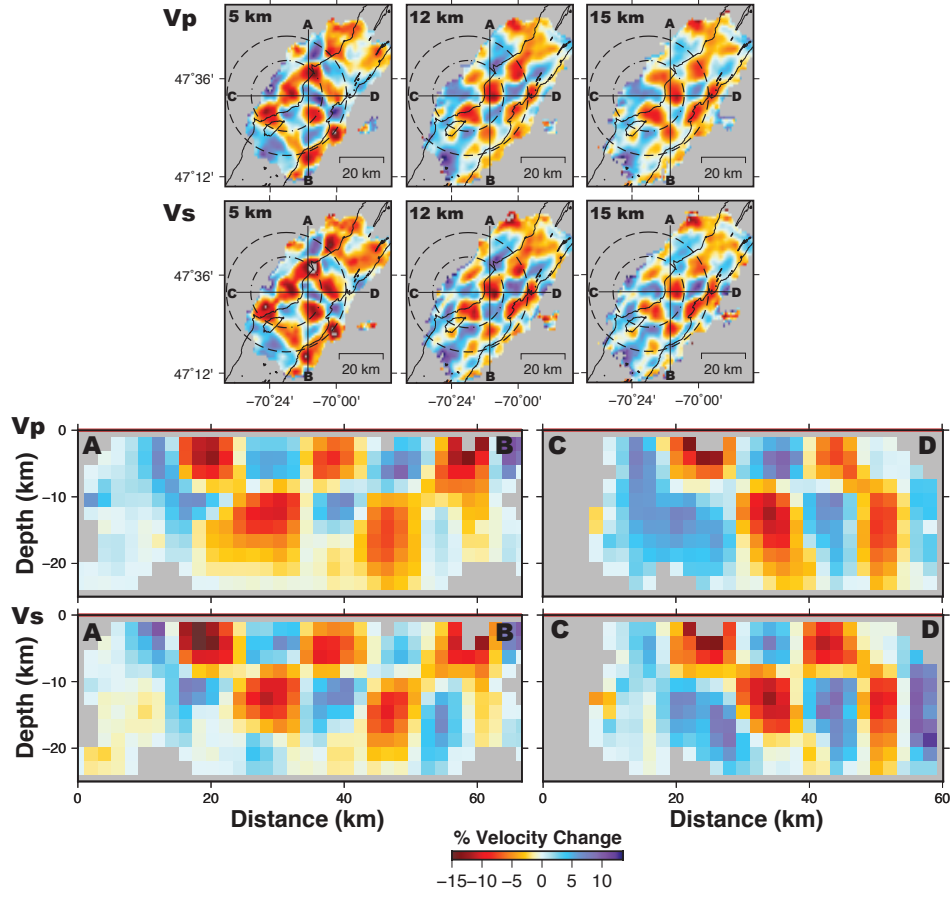 Vp
5 km
A
C
D
B
20 km
12 km
A
B
20 km
15 km
A
C
D
B
20 km
47°36'
47°12'
Vs
5 km
A
C
D
B
20 km
12 km
A
C
D
B
20 km
15 km
A
C
D
B
20 km
47°36'
47°12'
−70°24' −70°00'
−70°24' −70°00'
−70°24' −70°00'
Vp
A B
C D
0
−10
−20
Depth (km)
Vs
A B
C D
0
−10
−20
Depth (km)
0 20 40 60
0 20 40 60
Distance (km)
Distance (km)
% Velocity Change
−15−10 −5 0 5 10